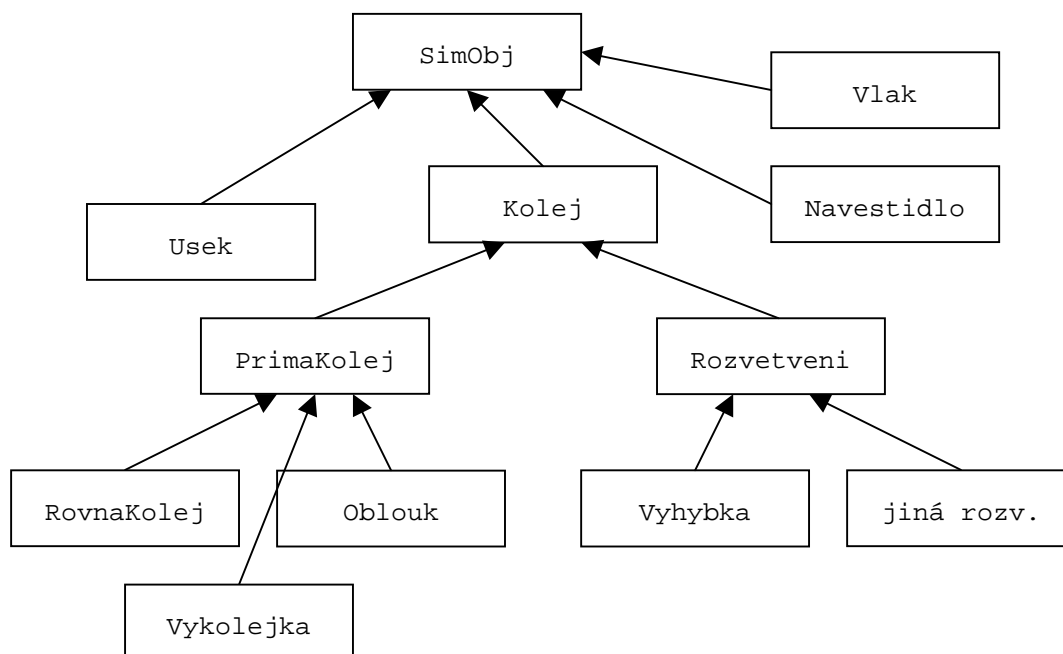 SimObj
Vlak
Kolej
Navestidlo
Usek
PrimaKolej
Rozvetveni
RovnaKolej
Oblouk
Vyhybka
jiná rozv.
Vykolejka